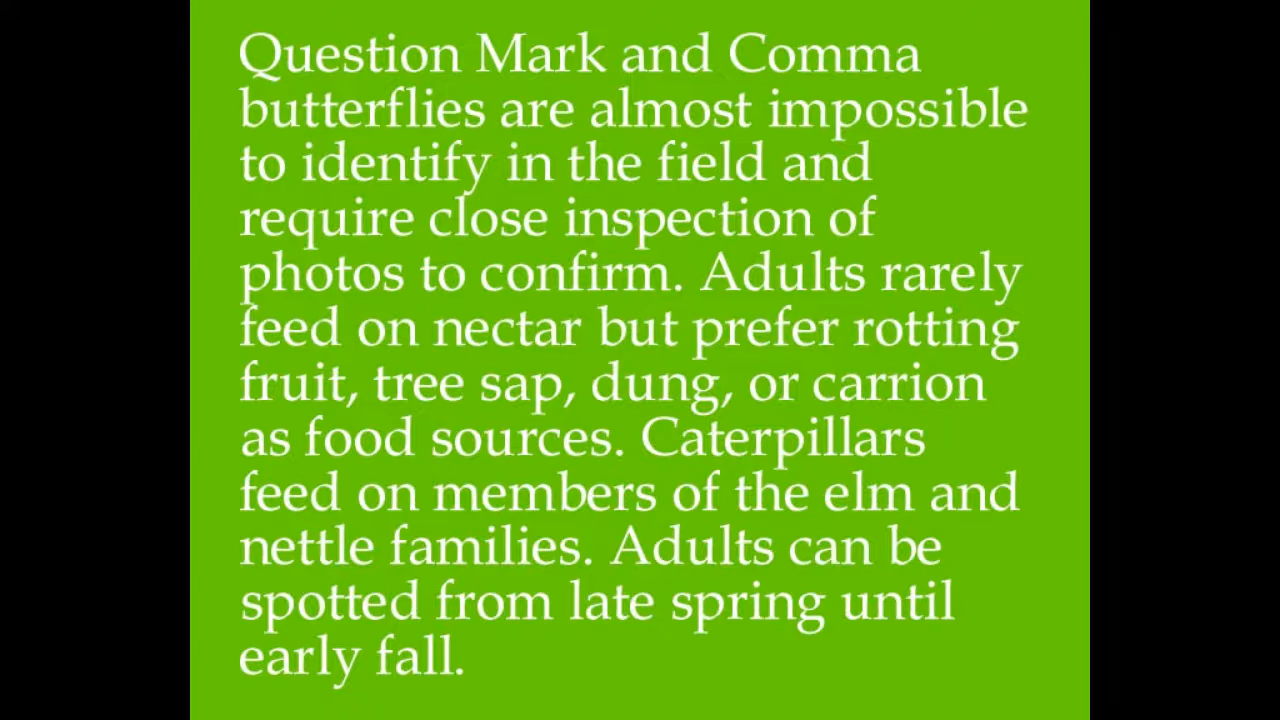 Question Mark and Comma
butterflies are almost impossible
to identify in the field and
require close inspection of
photos to confirm. Adults rarely
feed on nectar but prefer rotting
fruit, tree sap, dung, or carrion
as food sources. Caterpillars
feed on members of the elm and
nettle families. Adults can be
spotted from late spring until
early fall.